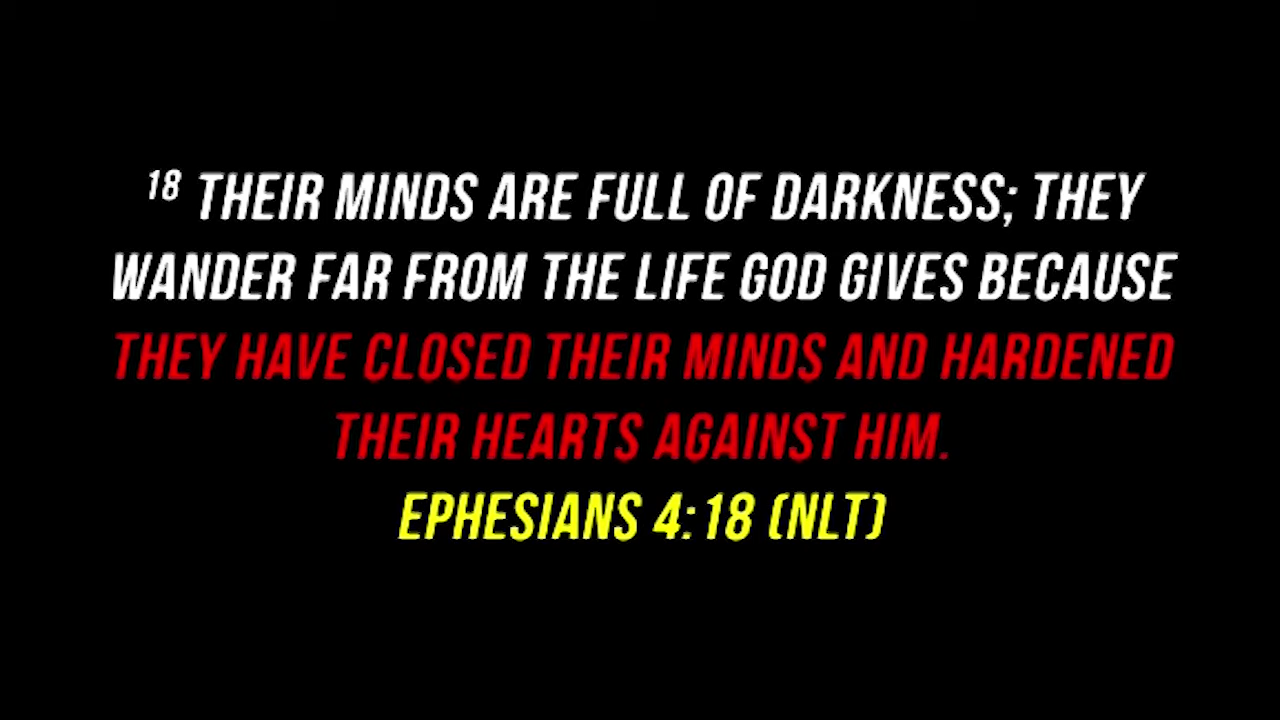 18 THEIR MINDS ARE FULL OF DARKNESS; THEY
WANDER FAR FROM THE LIFE GOD GIVES BECAUSE
THEY HAVE CLOSED THEIR MINDS AND HARDENED
THEIR HEARTS AGAINST HIM.
EPHESIANS 4:18 (NLT)